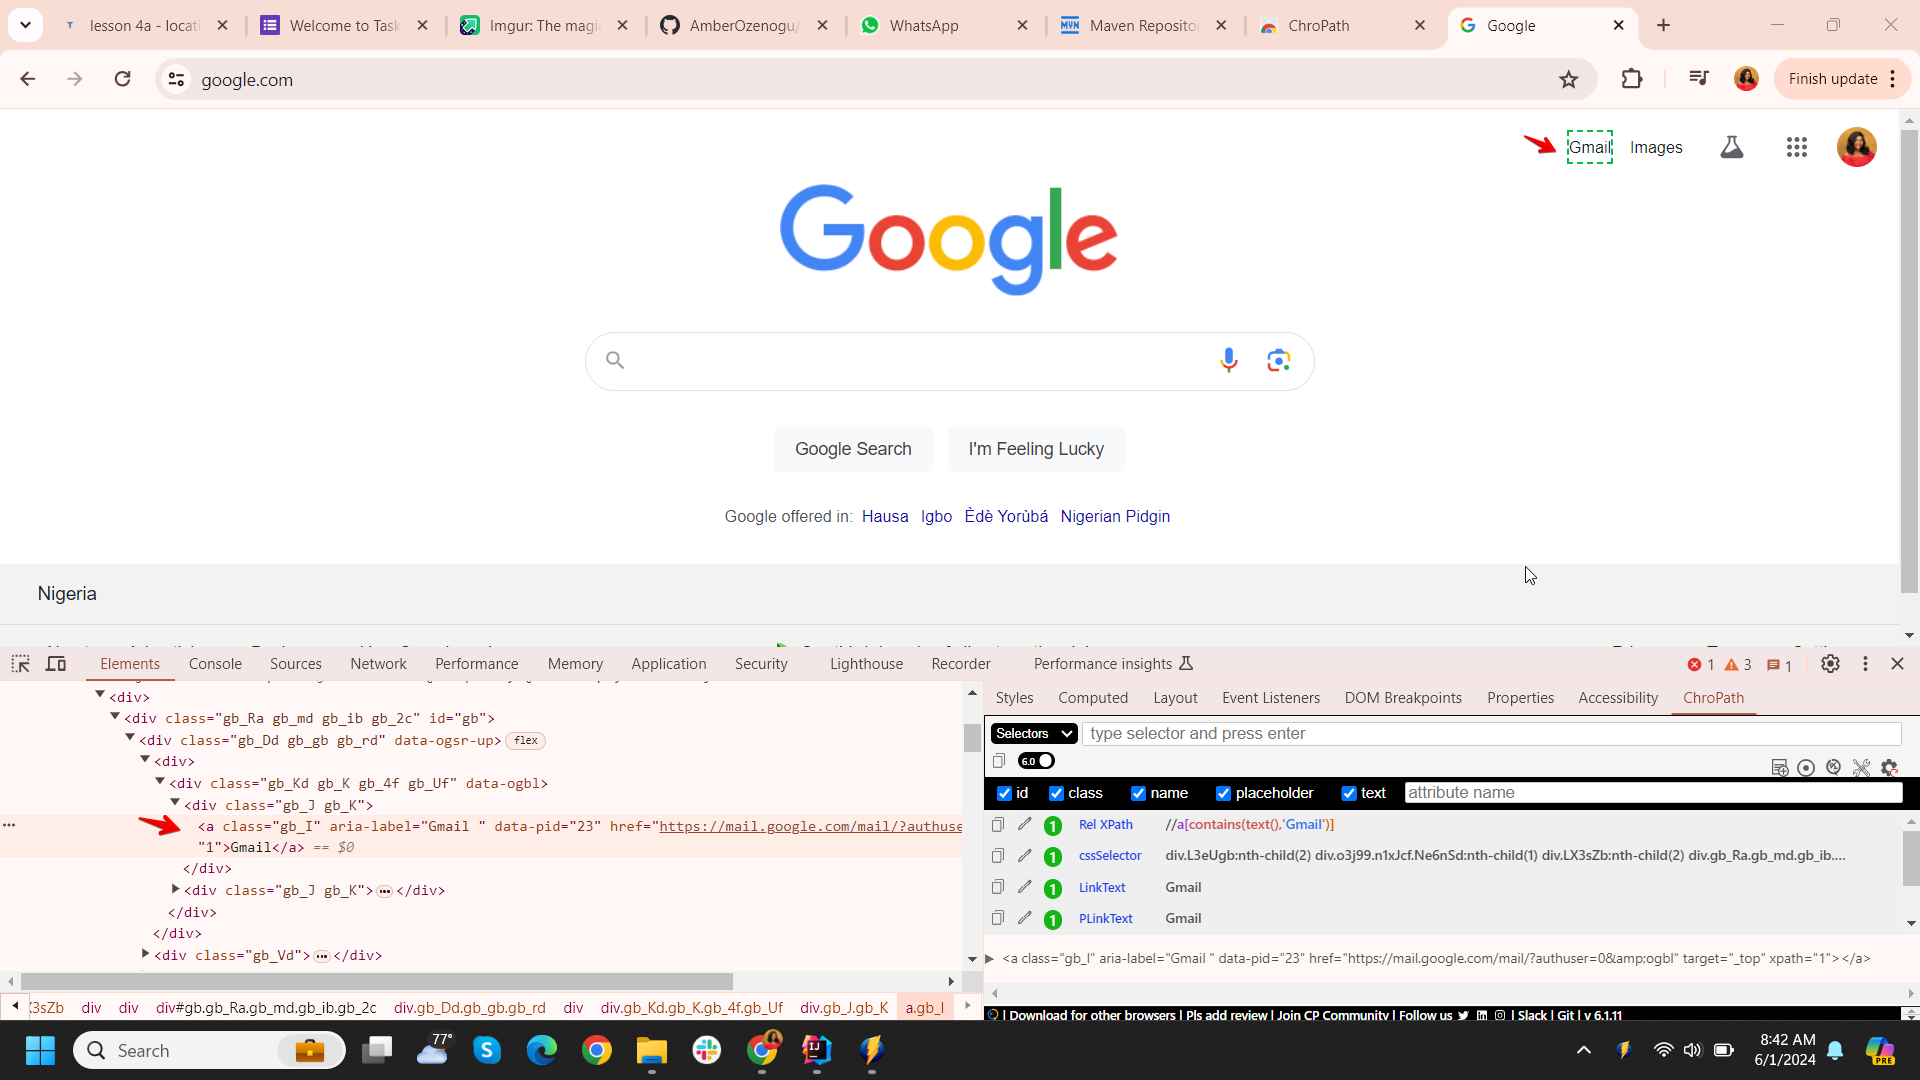 lesson 4a - locati
Welcome to Task
Imgur: The magic
AmberOzenogu/
WhatsApp
Maven Repositor
ChroPath
Google
google.com
Finish update
Gmail Images
Google
Google Search I'm Feeling Lucky
Google offered in: Hausa Igbo Èdè Yorùbá Nigerian Pidgin
Nigeria
Elements Console Sources Network Performance Memory Application Security Lighthouse Recorder Performance insights 1 3 1
<div>
<div class="gb_Ra gb_md gb_ib gb_2c" id="gb">
<div class="gb_Dd gb_gb gb_rd" data-ogsr-up> flex
<div>
<div class="gb_Kd gb_K gb_4f gb_Uf" data-ogbl>
<div class="gb_J gb_K">
<a class="gb_I" aria-label="Gmail " data-pid="23" href="https://mail.google.com/mail/?authuse
"1">Gmail</a> == $0
</div>
<div class="gb_J gb_K"> … </div>
</div>
</div>
<div class="gb_Vd"> … </div>
X3sZb div div div#gb.gb_Ra.gb_md.gb_ib.gb_2c div.gb_Dd.gb_gb.gb_rd div div.gb_Kd.gb_K.gb_4f.gb_Uf div.gb_J.gb_K a.gb_I
Styles Computed Layout Event Listeners DOM Breakpoints Properties Accessibility ChroPath
Selectors type selector and press enter
6.0
id class name placeholder text attribute name
1 Rel XPath //a[contains(text(),'Gmail')]
1 cssSelector div.L3eUgb:nth-child(2) div.o3j99.n1xJcf.Ne6nSd:nth-child(1) div.LX3sZb:nth-child(2) div.gb_Ra.gb_md.gb_ib....
1 LinkText Gmail
1 PLinkText Gmail
<a class="gb_I" aria-label="Gmail " data-pid="23" href="https://mail.google.com/mail/?authuser=0&amp;ogbl" target="_top" xpath="1"></a>
| Download for other browsers | Pls add review | Join CP Community | Follow us | Slack | Git | v 6.1.11
Search
77°
8:42 AM
6/1/2024
PRE